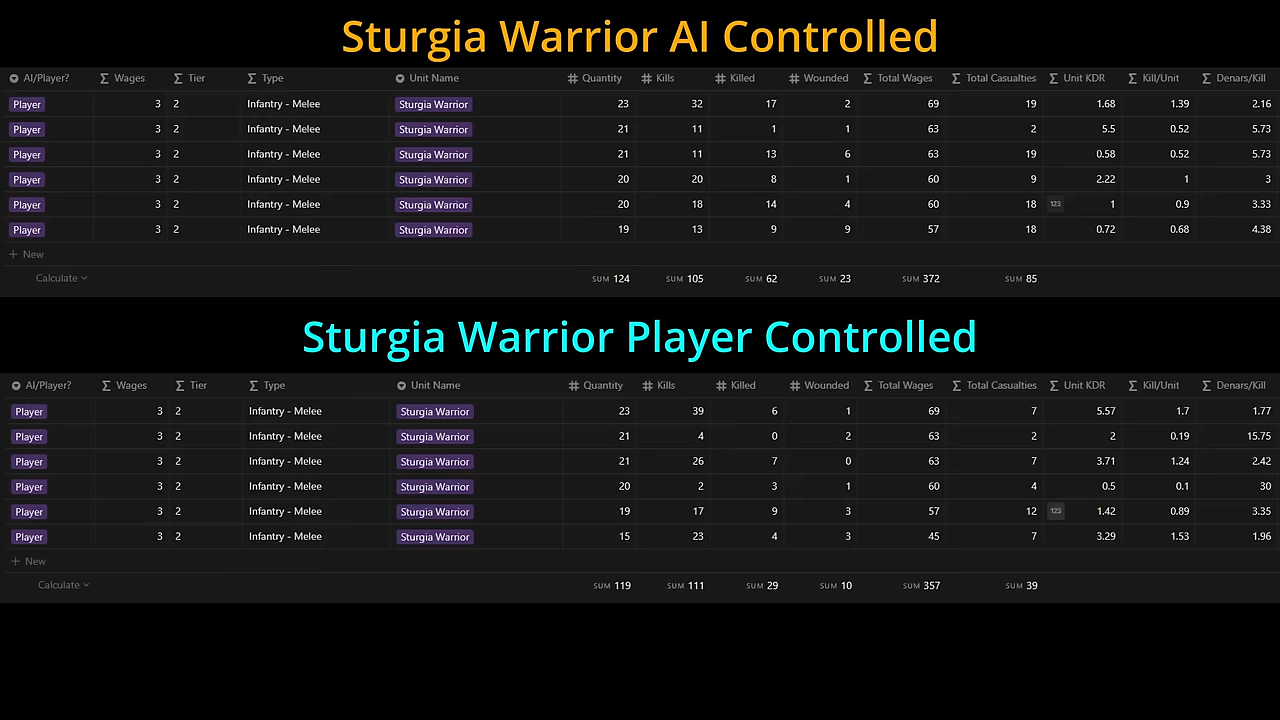 Sturgia Warrior AI Controlled
AI/Player? Σ Wages Σ Tier Σ Type Unit Name # Quantity # Kills # Killed # Wounded Σ Total Wages Σ Total Casualties Σ Unit KDR Σ Kill/Unit Σ Denars/Kill
Player 3 2 Infantry - Melee Sturgia Warrior 23 32 17 2 69 19 1.68 1.39 2.16
Player 3 2 Infantry - Melee Sturgia Warrior 21 11 1 1 63 2 5.5 0.52 5.73
Player 3 2 Infantry - Melee Sturgia Warrior 21 11 13 6 63 19 0.58 0.52 5.73
Player 3 2 Infantry - Melee Sturgia Warrior 20 20 8 1 60 9 2.22 1 3
Player 3 2 Infantry - Melee Sturgia Warrior 20 18 14 4 60 18 123 1 0.9 3.33
Player 3 2 Infantry - Melee Sturgia Warrior 19 13 9 9 57 18 0.72 0.68 4.38
+ New
Calculate SUM 124 SUM 105 SUM 62 SUM 23 SUM 372 SUM 85
Sturgia Warrior Player Controlled
AI/Player? Σ Wages Σ Tier Σ Type Unit Name # Quantity # Kills # Killed # Wounded Σ Total Wages Σ Total Casualties Σ Unit KDR Σ Kill/Unit Σ Denars/Kill
Player 3 2 Infantry - Melee Sturgia Warrior 23 39 6 1 69 7 5.57 1.7 1.77
Player 3 2 Infantry - Melee Sturgia Warrior 21 4 0 2 63 2 2 0.19 15.75
Player 3 2 Infantry - Melee Sturgia Warrior 21 26 7 0 63 7 3.71 1.24 2.42
Player 3 2 Infantry - Melee Sturgia Warrior 20 2 3 1 60 4 0.5 0.1 30
Player 3 2 Infantry - Melee Sturgia Warrior 19 17 9 3 57 12 123 1.42 0.89 3.35
Player 3 2 Infantry - Melee Sturgia Warrior 15 23 4 3 45 7 3.29 1.53 1.96
+ New
Calculate SUM 119 SUM 111 SUM 29 SUM 10 SUM 357 SUM 39